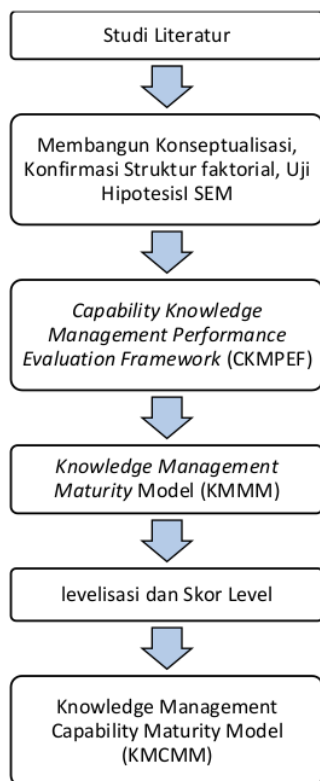 Studi Literatur
Membangun Konseptualisasi,
Konfirmasi Struktur faktorial, Uji
HipotesisI SEM
Capability Knowledge
Management Performance
Evaluation Framework (CKMPEF)
Knowledge Management
Maturity Model (KMMM)
levelisasi dan Skor Level
Knowledge Management
Capability Maturity Model
(KMCMM)